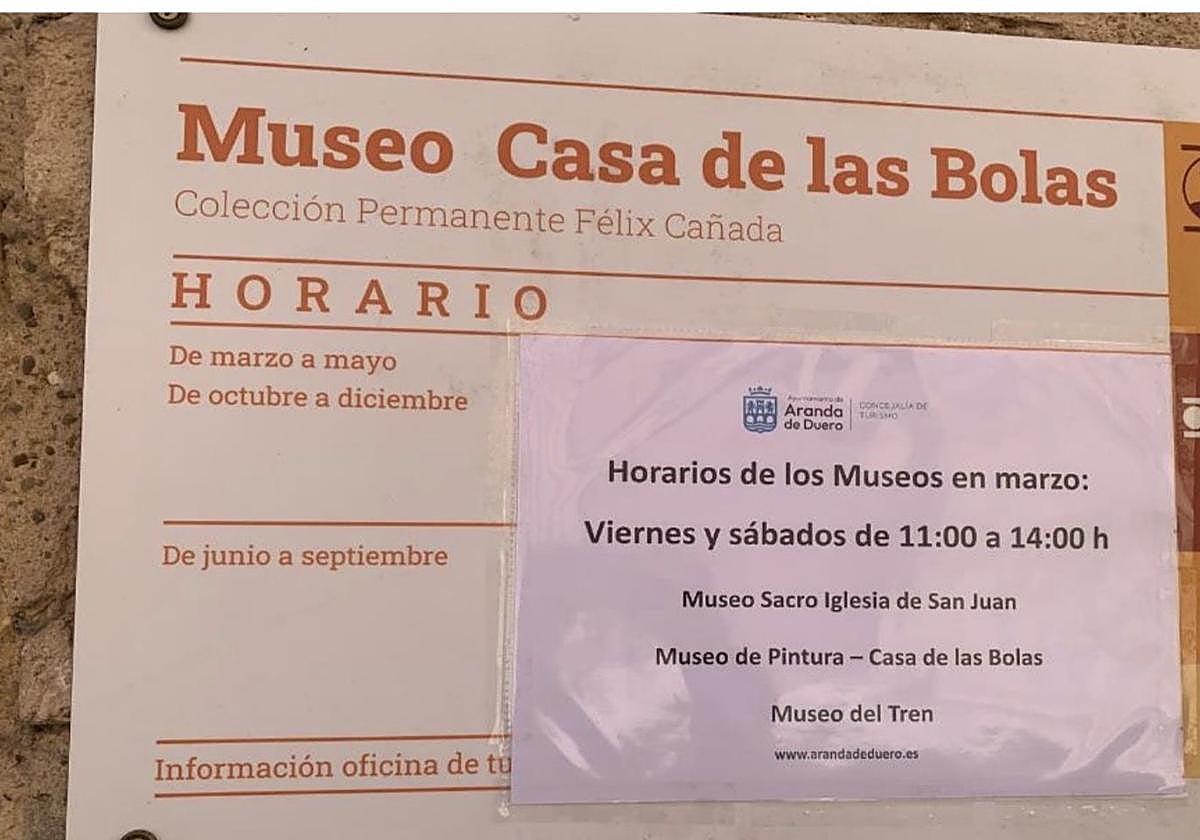 Museo Casa de las Bolas
Colección Permanente Félix Cañada
HORARIO
De marzo a mayo
De octubre a diciembre
De junio a septiembre
Información oficina de tu
Ayuntamiento de
Aranda
de Duero
CONCEJALÍA DE
TURISMO
Horarios de los Museos en marzo:
Viernes y sábados de 11:00 a 14:00 h
Museo Sacro Iglesia de San Juan
Museo de Pintura – Casa de las Bolas
Museo del Tren
www.arandadeduero.es